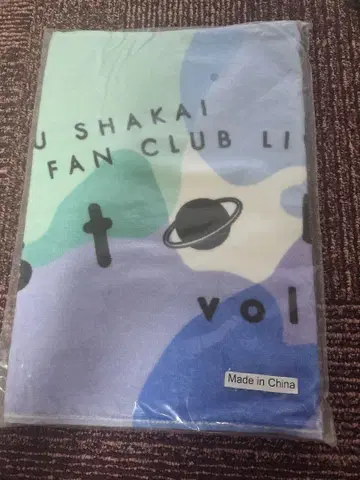 U SHAKAI
FAN CLUB LI
t
vol
Made in China